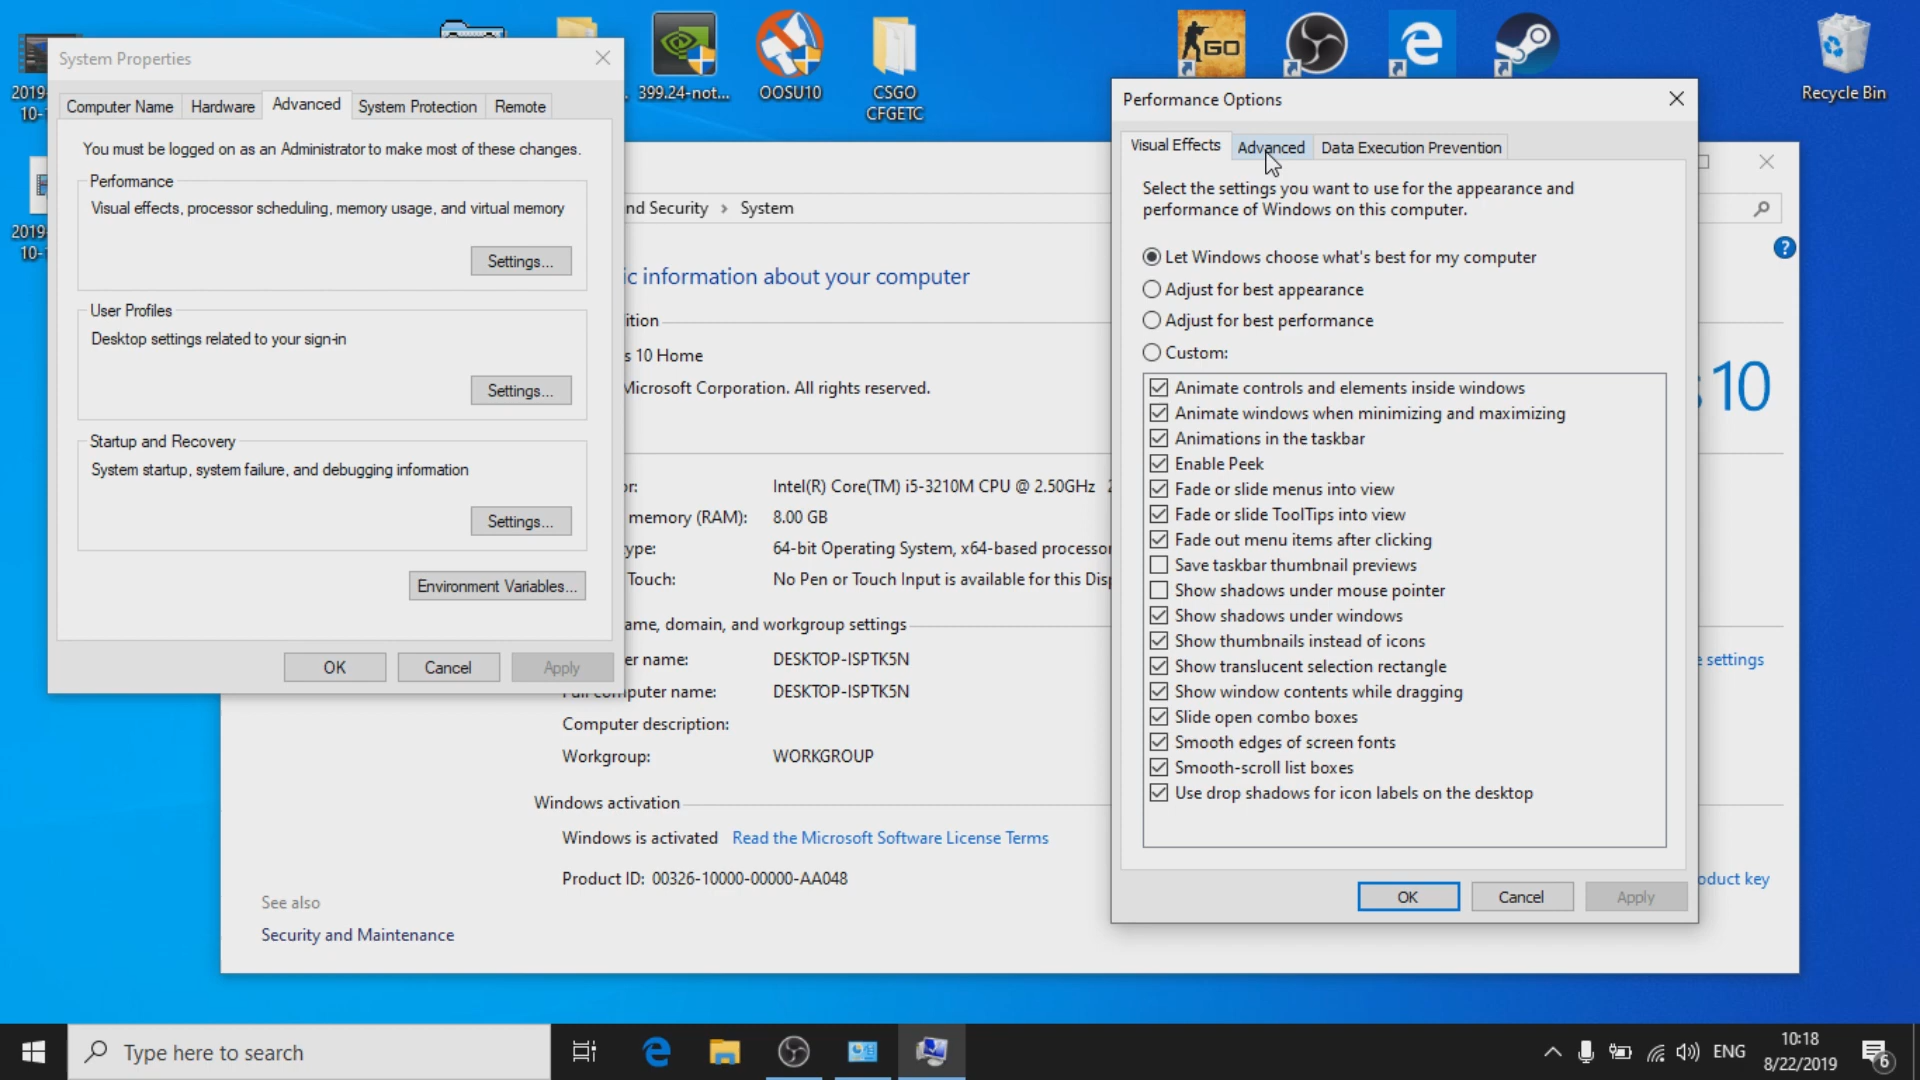 2019-
10-1
2019-
10-1
399.24-not...
OOSU10
CSGO
CFGETC
GO
Recycle Bin
System Properties
Computer Name
Hardware
Advanced
System Protection
Remote
You must be logged on as an Administrator to make most of these changes.
Performance
Visual effects, processor scheduling, memory usage, and virtual memory
Settings...
User Profiles
Desktop settings related to your sign-in
Settings...
Startup and Recovery
System startup, system failure, and debugging information
Settings...
Environment Variables...
OK
Cancel
Apply
nd Security > System
ic information about your computer
ition
s 10 Home
Microsoft Corporation. All rights reserved.
10
or: Intel(R) Core(TM) i5-3210M CPU @ 2.50GHz 2
memory (RAM): 8.00 GB
ype: 64-bit Operating System, x64-based processor
Touch: No Pen or Touch Input is available for this Disp
ame, domain, and workgroup settings
er name: DESKTOP-ISPTK5N
Full computer name: DESKTOP-ISPTK5N
Computer description:
Workgroup: WORKGROUP
e settings
Windows activation
Windows is activated Read the Microsoft Software License Terms
Product ID: 00326-10000-00000-AA048
oduct key
See also
Security and Maintenance
Performance Options
Visual Effects
Advanced
Data Execution Prevention
Select the settings you want to use for the appearance and
performance of Windows on this computer.
Let Windows choose what's best for my computer
Adjust for best appearance
Adjust for best performance
Custom:
Animate controls and elements inside windows
Animate windows when minimizing and maximizing
Animations in the taskbar
Enable Peek
Fade or slide menus into view
Fade or slide ToolTips into view
Fade out menu items after clicking
Save taskbar thumbnail previews
Show shadows under mouse pointer
Show shadows under windows
Show thumbnails instead of icons
Show translucent selection rectangle
Show window contents while dragging
Slide open combo boxes
Smooth edges of screen fonts
Smooth-scroll list boxes
Use drop shadows for icon labels on the desktop
OK
Cancel
Apply
Type here to search
ENG
10:18
8/22/2019
6